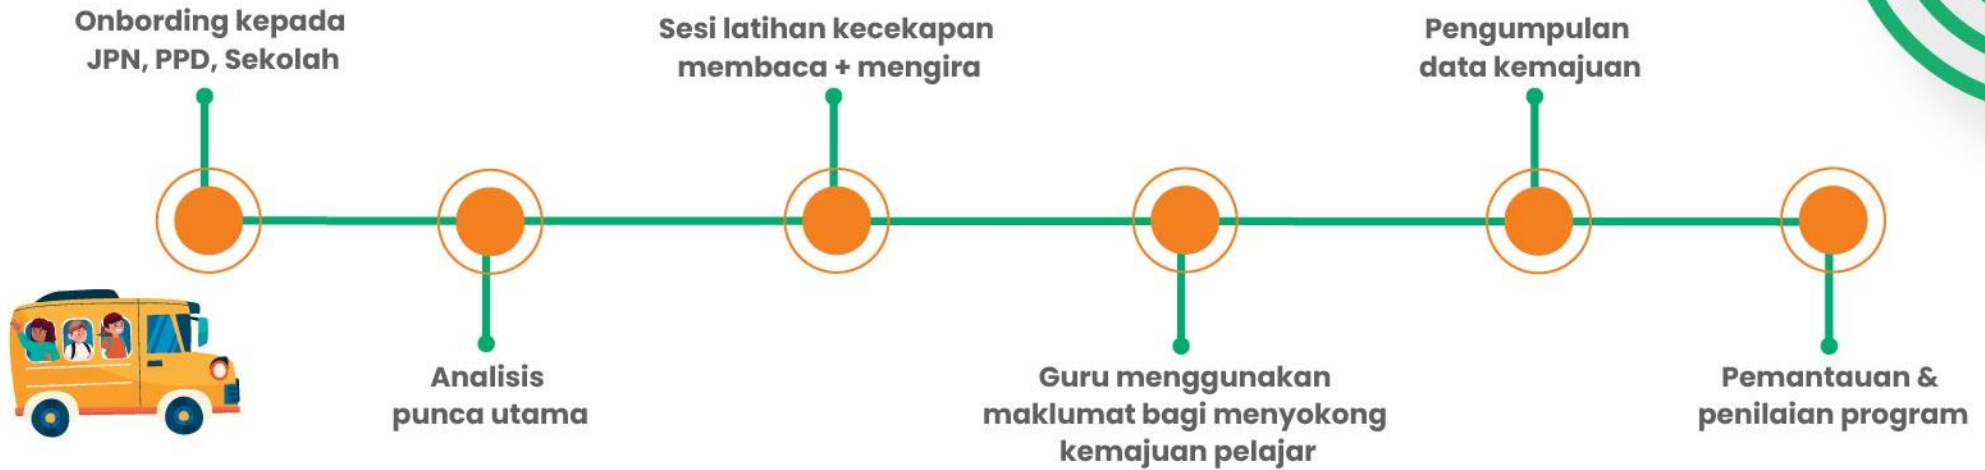 Onbording kepada
JPN, PPD, Sekolah
Analisis
punca utama
Sesi latihan kecekapan
membaca + mengira
Guru menggunakan
maklumat bagi menyokong
kemajuan pelajar
Pengumpulan
data kemajuan
Pemantauan &
penilaian program